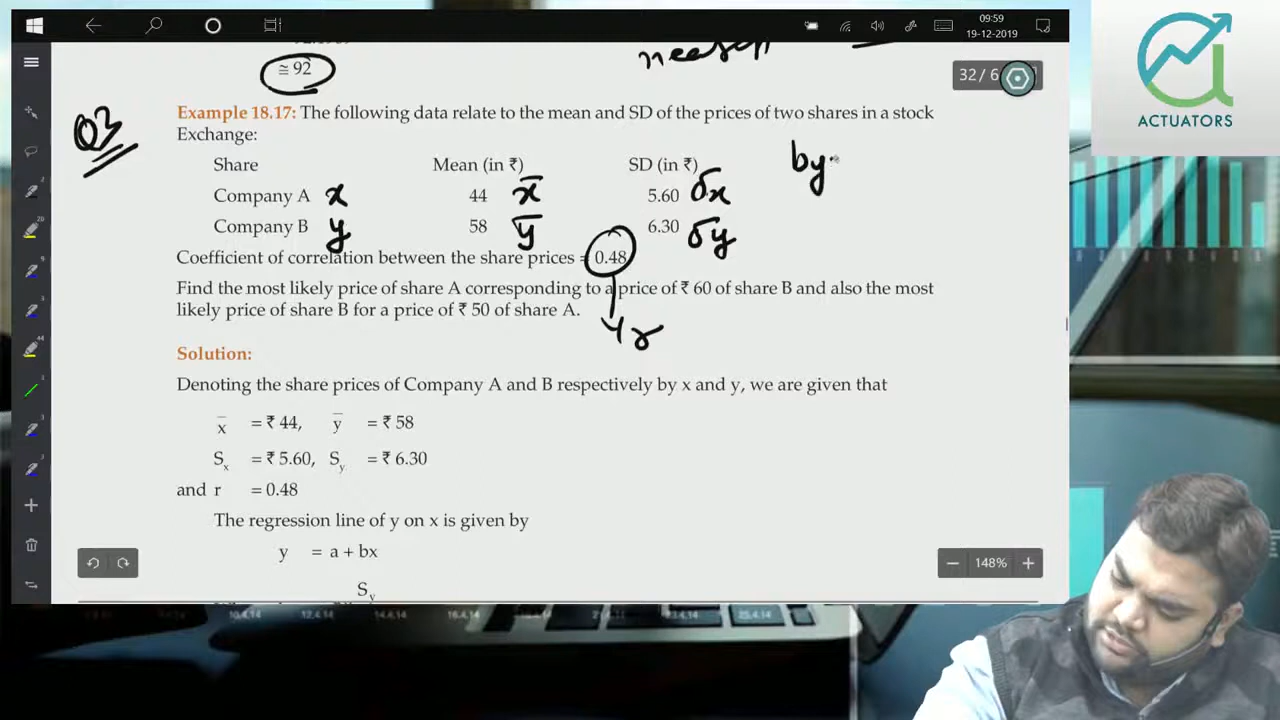 09:59
19-12-2019
≅ 92
32 / 6
ACTUATORS
Q3
Example 18.17: The following data relate to the mean and SD of the prices of two shares in a stock
Exchange:
by
Share Mean (in ₹) SD (in ₹)
Company A x 44 x̅ 5.60 σx
Company B y 58 y̅ 6.30 σy
Coefficient of correlation between the share prices = 0.48
Find the most likely price of share A corresponding to a price of ₹ 60 of share B and also the most
likely price of share B for a price of ₹ 50 of share A.
r
Solution:
Denoting the share prices of Company A and B respectively by x and y, we are given that
x̅ = ₹ 44, y̅ = ₹ 58
Sx = ₹ 5.60, Sy = ₹ 6.30
and r = 0.48
The regression line of y on x is given by
y = a + bx
Sy
148%